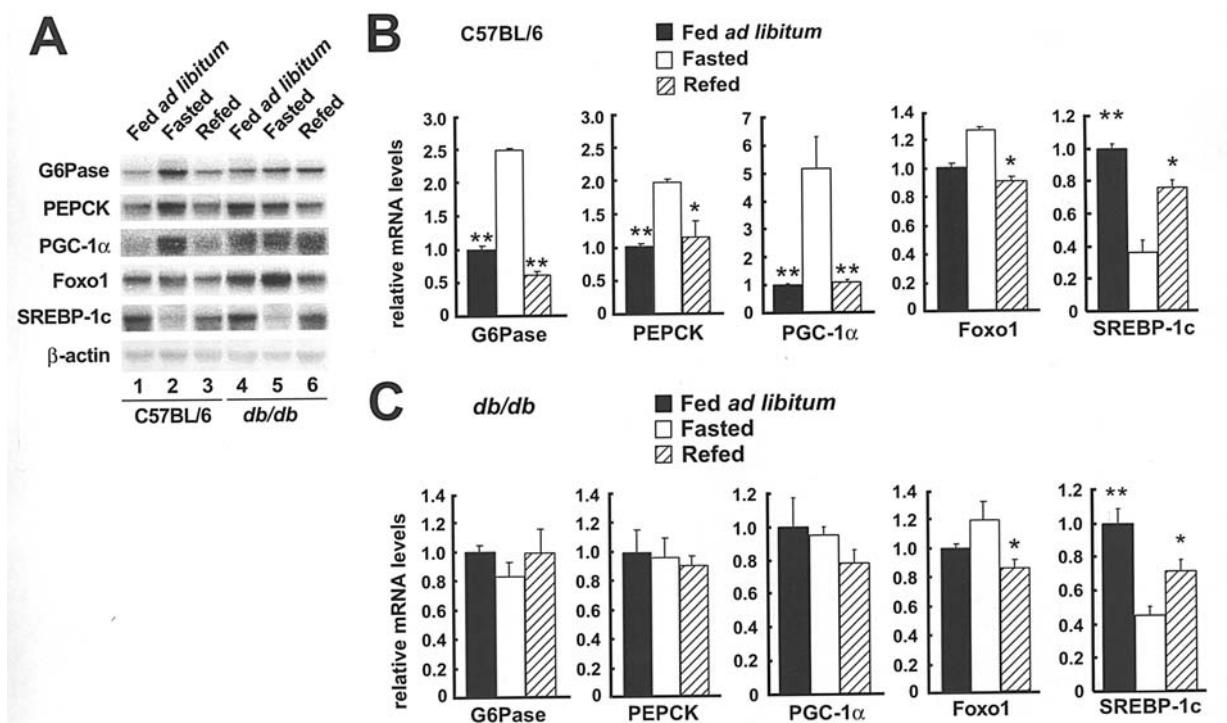 A
Fed ad libitum
Fasted
Refed
Fed ad libitum
Fasted
Refed
G6Pase
PEPCK
PGC-1α
Foxo1
SREBP-1c
β-actin
1 2 3 4 5 6
C57BL/6 db/db
B
C57BL/6
Fed ad libitum
Fasted
Refed
relative mRNA levels
3.0
2.5
2.0
1.5
1.0
0.5
0
** **
G6Pase
3.0
2.5
2.0
1.5
1.0
0.5
0
** *
PEPCK
7
6
5
4
3
2
1
0
** **
PGC-1α
1.4
1.2
1.0
0.8
0.6
0.4
0.2
0
*
Foxo1
1.2
1.0
0.8
0.6
0.4
0.2
0
** *
SREBP-1c
C
db/db
Fed ad libitum
Fasted
Refed
relative mRNA levels
1.4
1.2
1.0
0.8
0.6
0.4
0.2
0
G6Pase
1.4
1.2
1.0
0.8
0.6
0.4
0.2
0
PEPCK
1.2
1.0
0.8
0.6
0.4
0.2
0
PGC-1α
1.4
1.2
1.0
0.8
0.6
0.4
0.2
0
*
Foxo1
1.2
1.0
0.8
0.6
0.4
0.2
0
** *
SREBP-1c